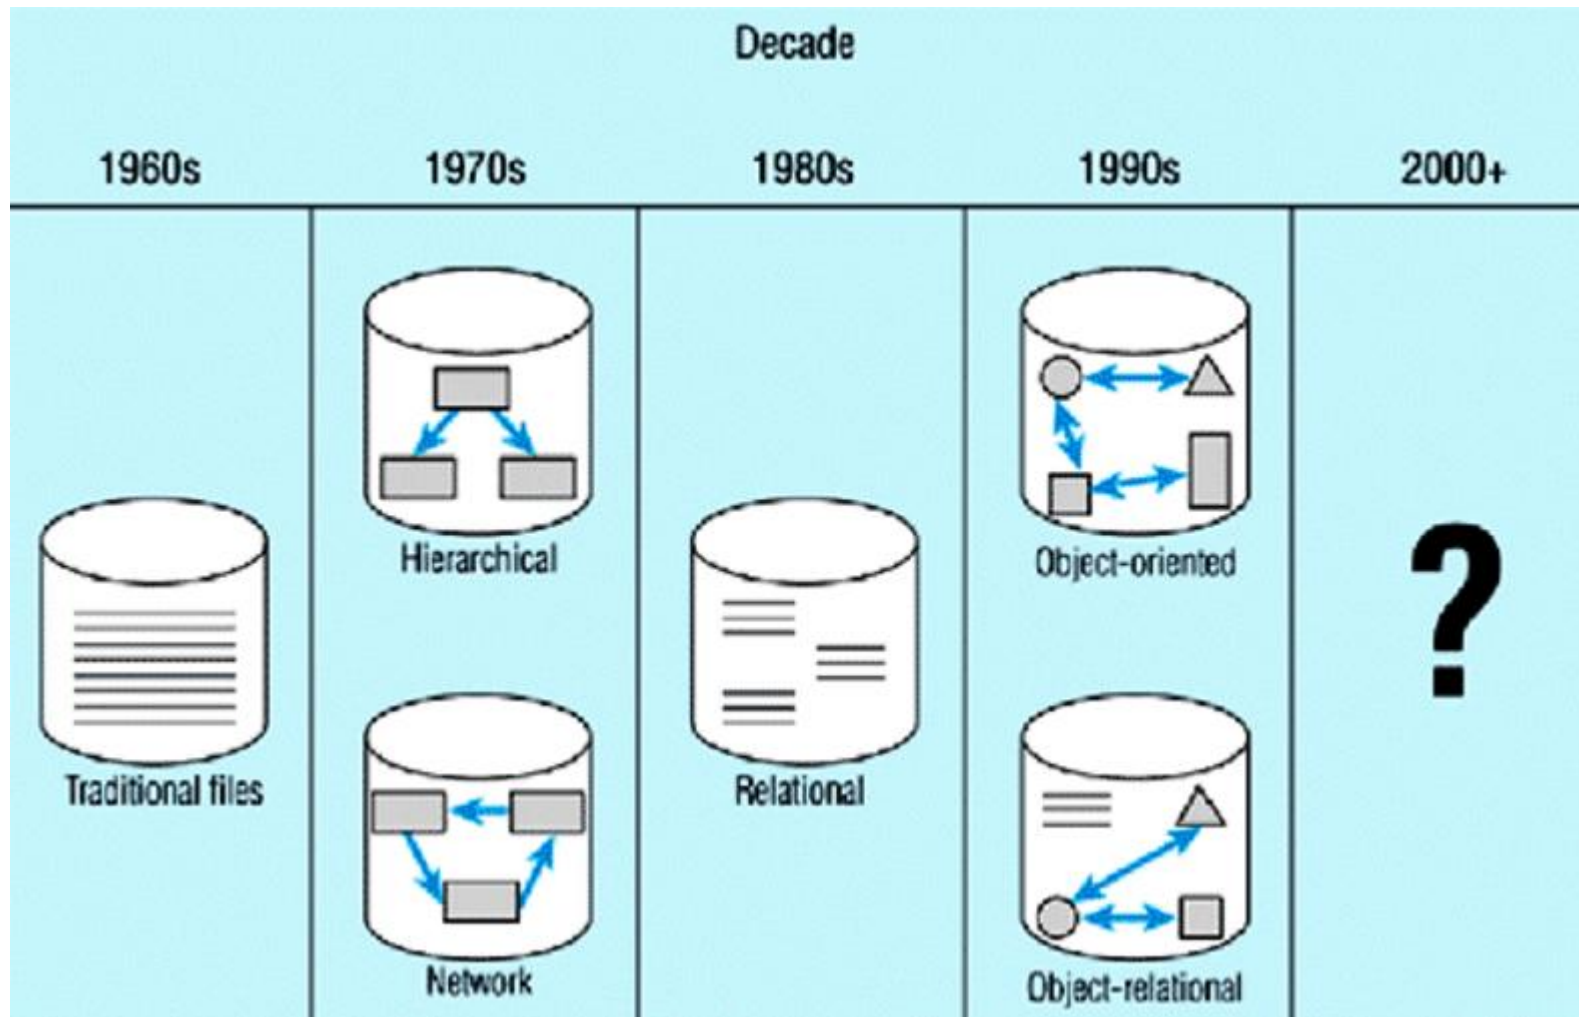 Decade
1960s 1970s 1980s 1990s 2000+
Hierarchical
Object-oriented
?
Traditional files
Relational
Network
Object-relational